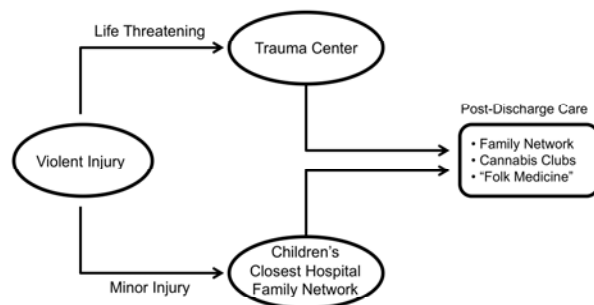 Life Threatening
Trauma Center
Post-Discharge Care
Violent Injury
• Family Network
• Cannabis Clubs
• “Folk Medicine”
Children’s
Closest Hospital
Family Network
Minor Injury